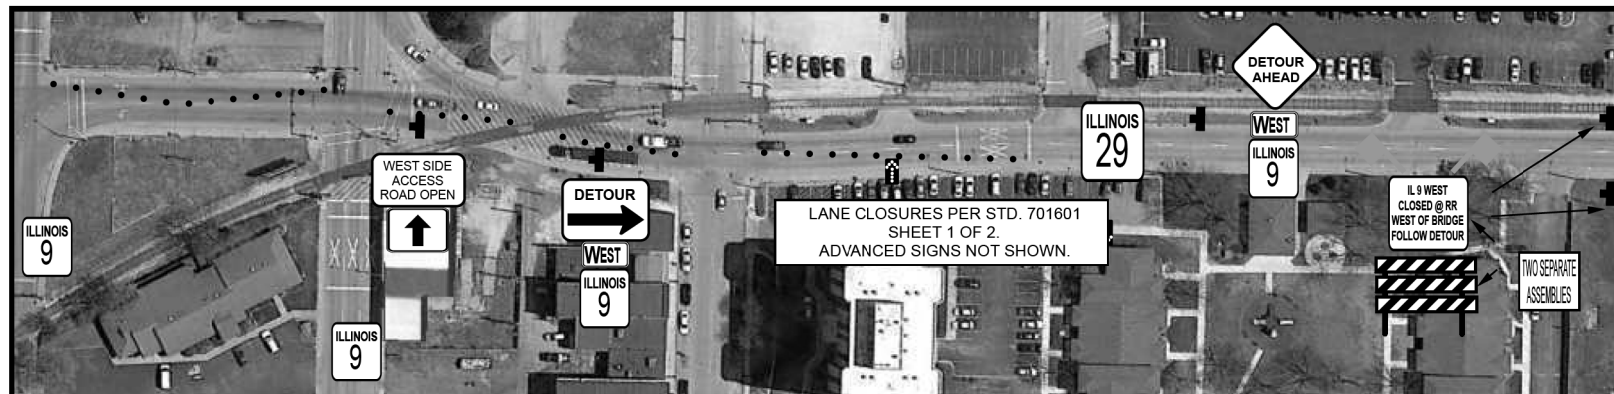 ILLINOIS
9
WEST SIDE
ACCESS
ROAD OPEN
ILLINOIS
9
DETOUR
WEST
ILLINOIS
9
LANE CLOSURES PER STD. 701601
SHEET 1 OF 2.
ADVANCED SIGNS NOT SHOWN.
ILLINOIS
29
DETOUR
AHEAD
WEST
ILLINOIS
9
IL 9 WEST
CLOSED @ RR
WEST OF BRIDGE
FOLLOW DETOUR
TWO SEPARATE
ASSEMBLIES